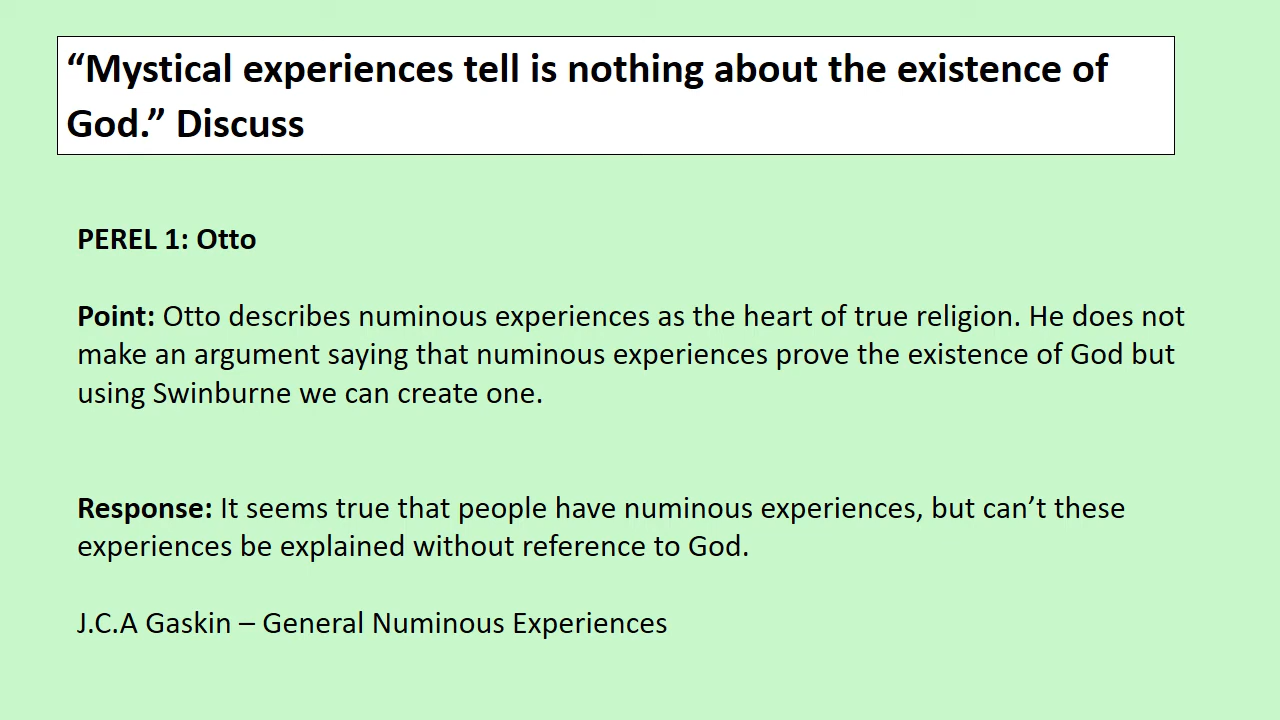 “Mystical experiences tell is nothing about the existence of
God.” Discuss
PEREL 1: Otto
Point: Otto describes numinous experiences as the heart of true religion. He does not
make an argument saying that numinous experiences prove the existence of God but
using Swinburne we can create one.
Response: It seems true that people have numinous experiences, but can’t these
experiences be explained without reference to God.
J.C.A Gaskin – General Numinous Experiences